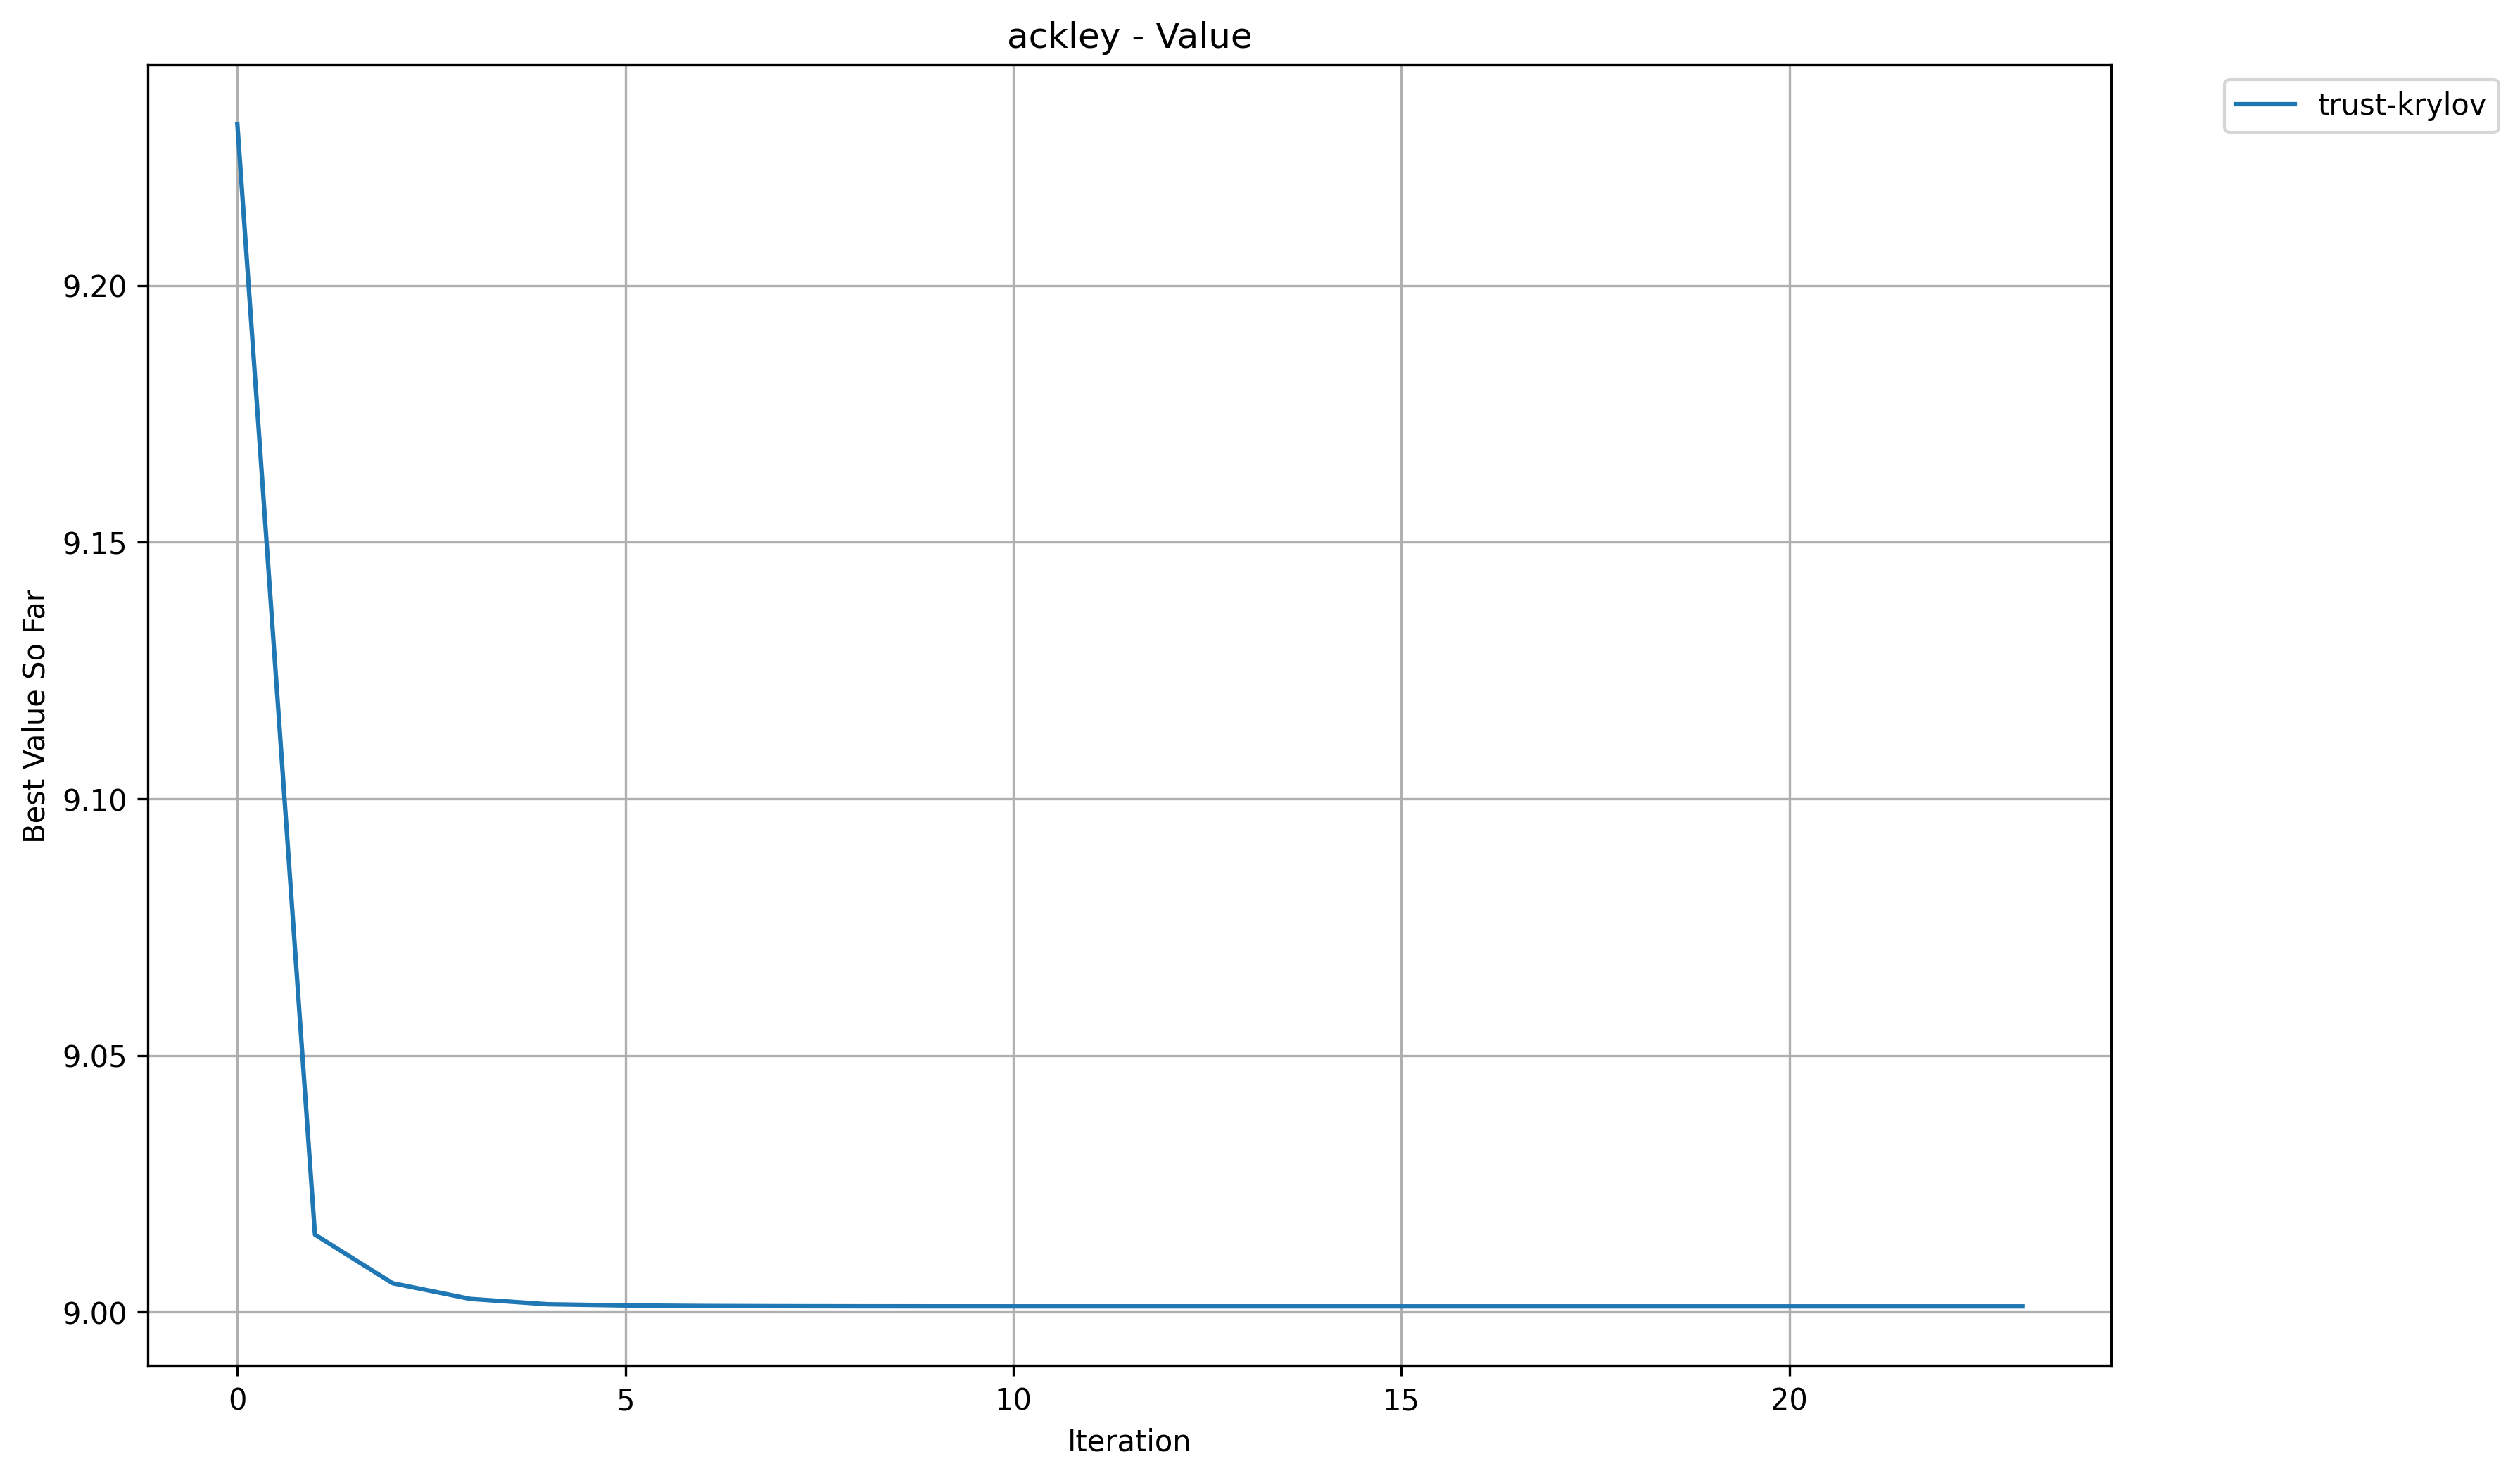 ackley - Value
trust-krylov
Best Value So Far
9.20
9.15
9.10
9.05
9.00
0 5 10 15 20
Iteration